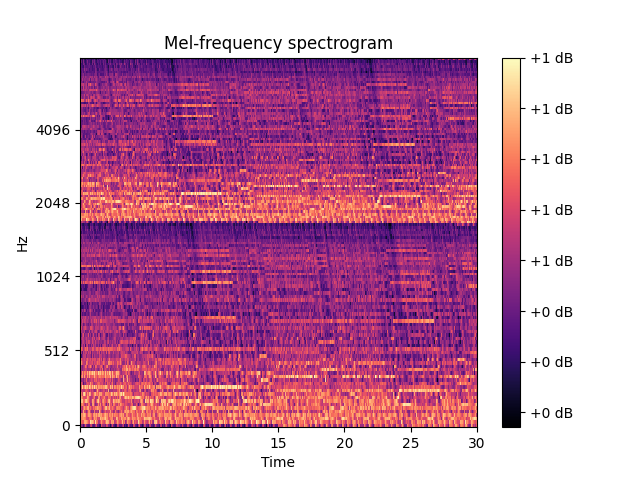 Mel-frequency spectrogram
Hz
4096
2048
1024
512
0
0 5 10 15 20 25 30
Time
+1 dB
+1 dB
+1 dB
+1 dB
+1 dB
+0 dB
+0 dB
+0 dB